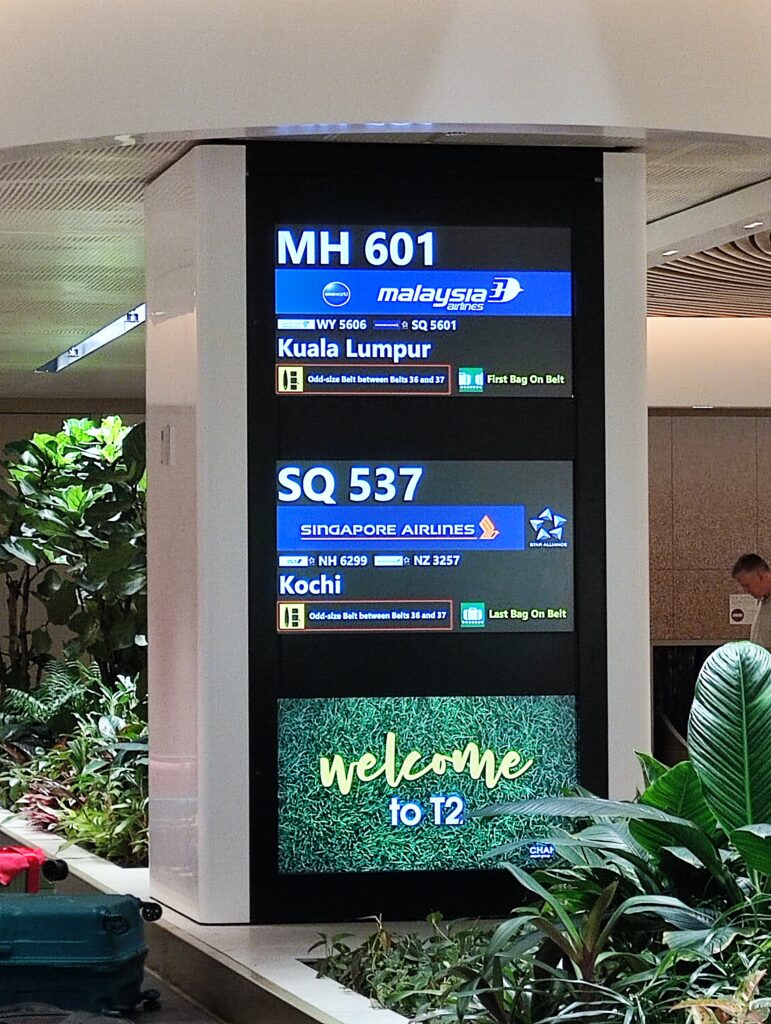 MH 601
oneworld malaysia airlines
WY 5606 SQ 5601
Kuala Lumpur
Odd-size Belt between Belts 36 and 37 First Bag On Belt
SQ 537
SINGAPORE AIRLINES STAR ALLIANCE
NH 6299 NZ 3257
Kochi
Odd-size Belt between Belts 36 and 37 Last Bag On Belt
welcome
to T2
CHAN